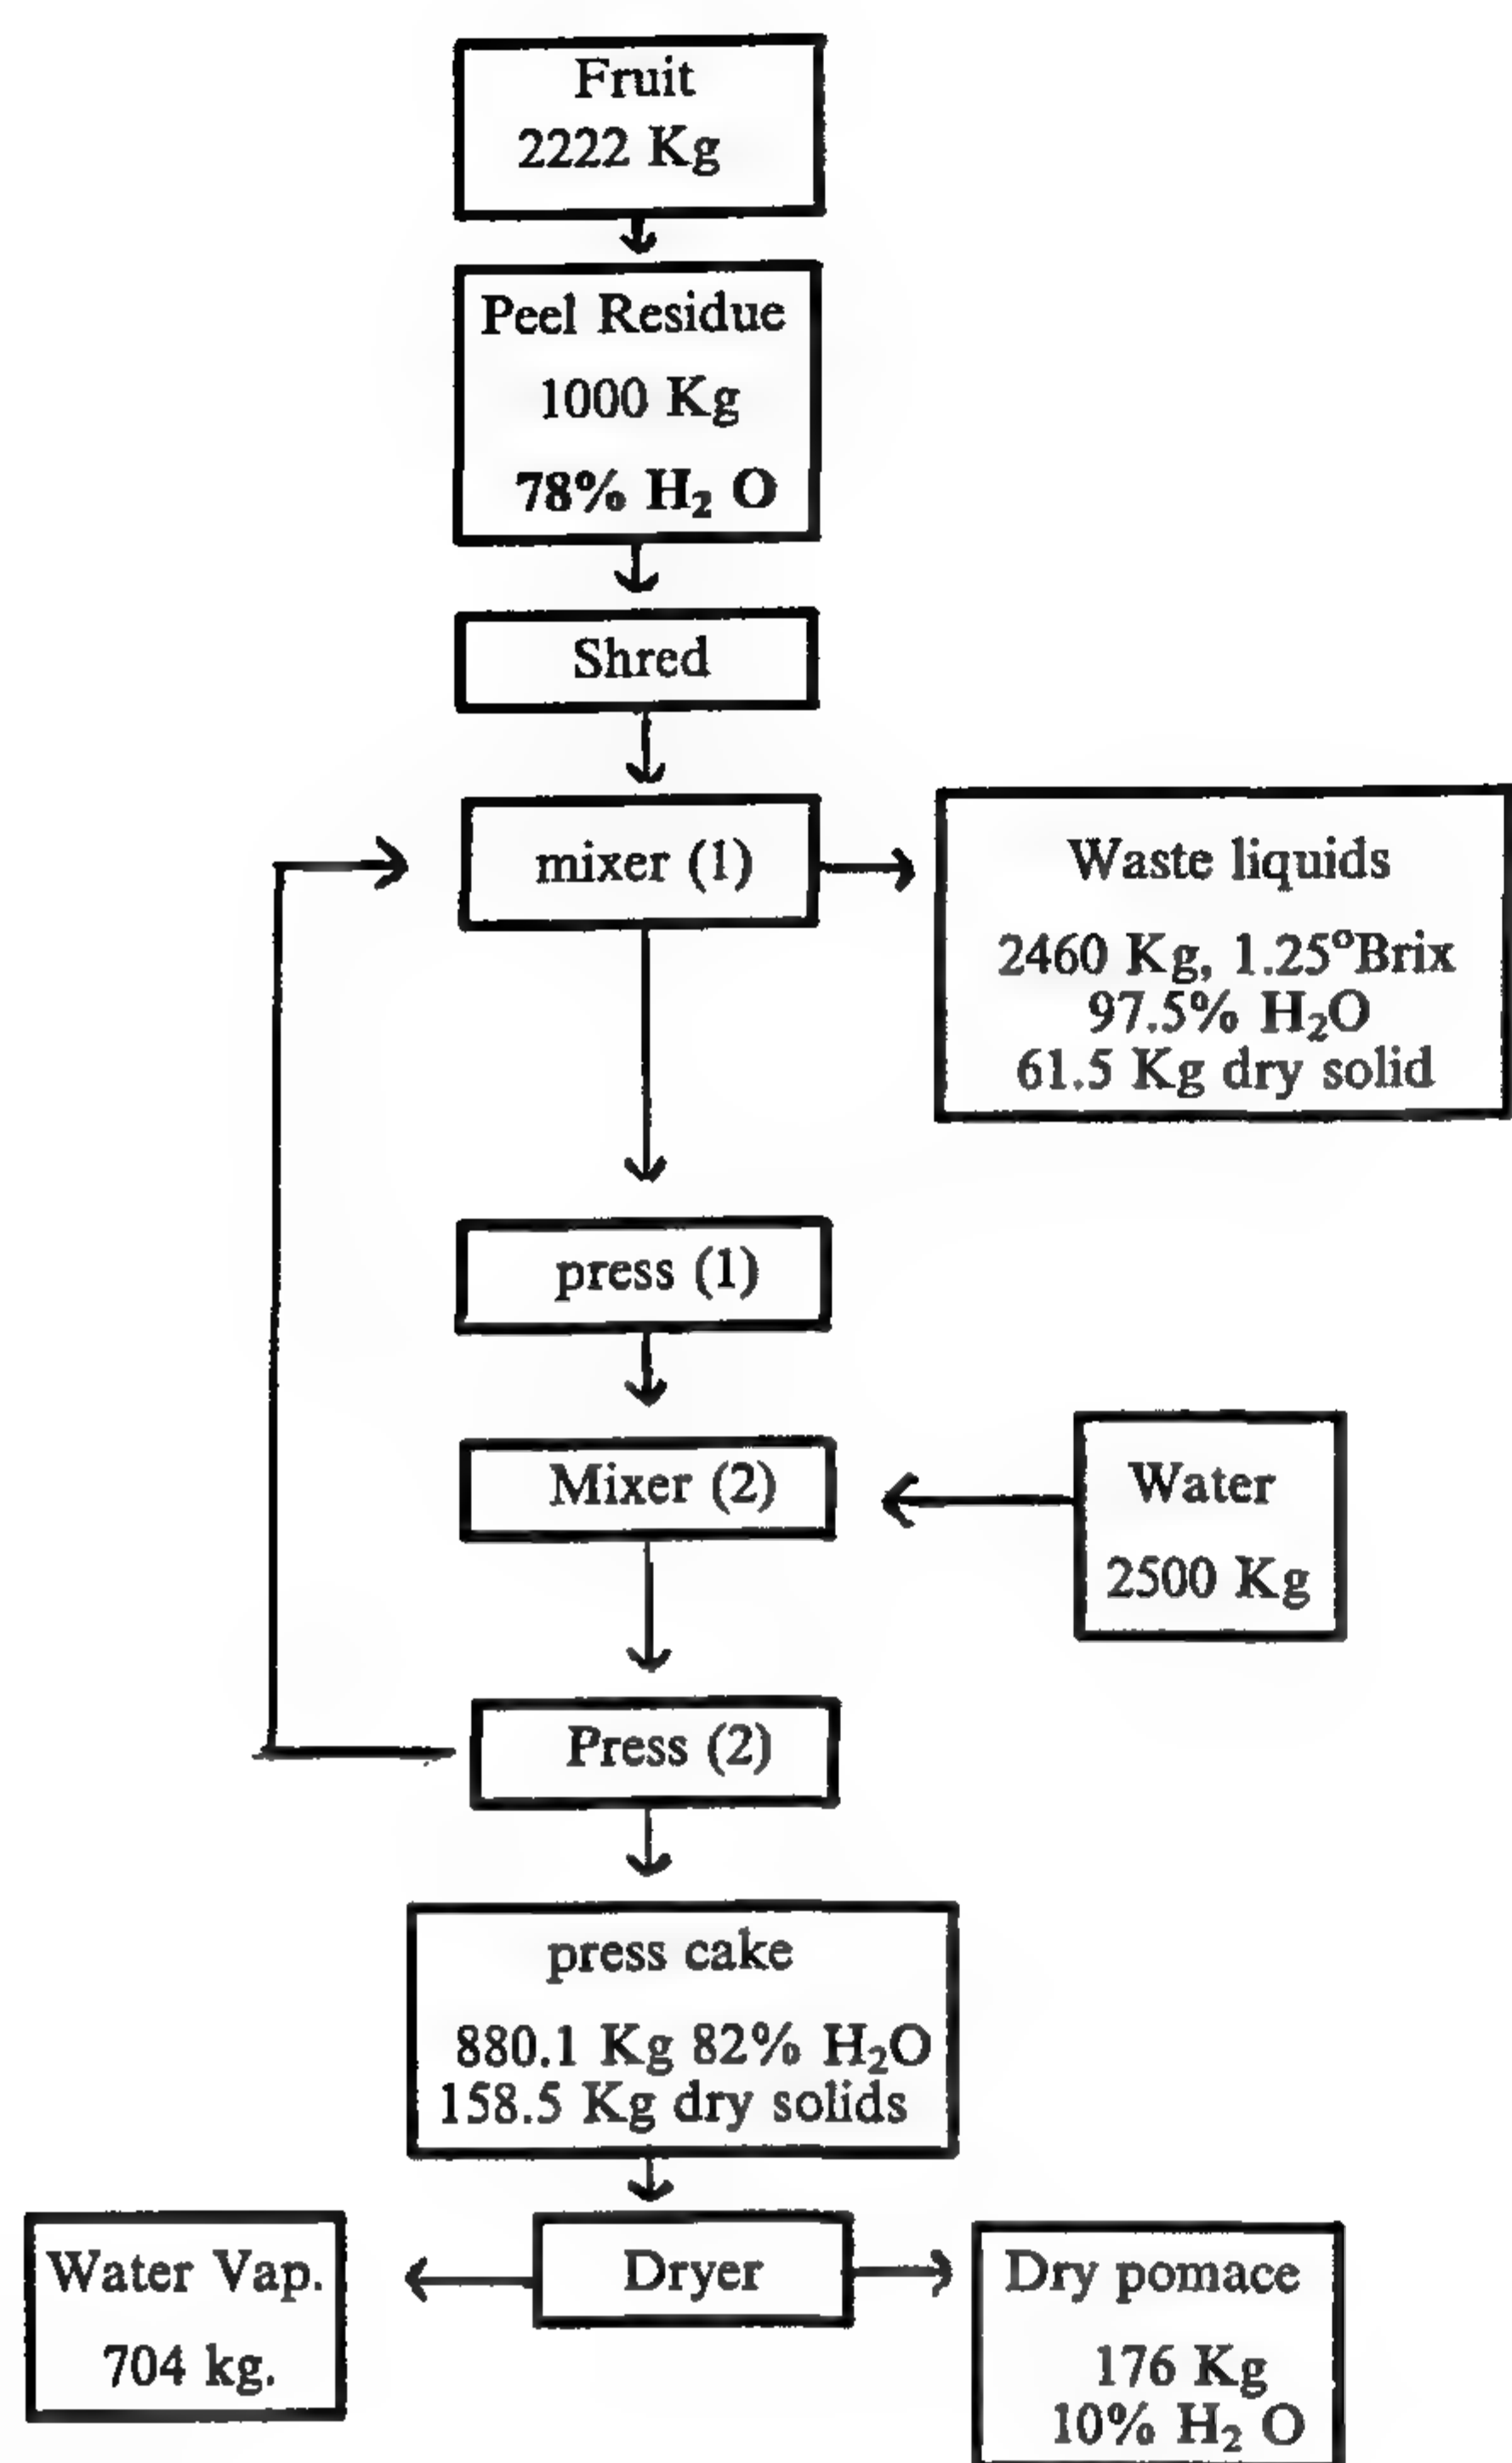 Fruit
2222 Kg
Peel Residue
1000 Kg
78% H₂ O
Shred
mixer (1)
Waste liquids
2460 Kg, 1.25°Brix
97.5% H₂O
61.5 Kg dry solid
press (1)
Mixer (2)
Water
2500 Kg
Press (2)
press cake
880.1 Kg 82% H₂O
158.5 Kg dry solids
Water Vap.
704 kg.
Dryer
Dry pomace
176 Kg
10% H₂ O